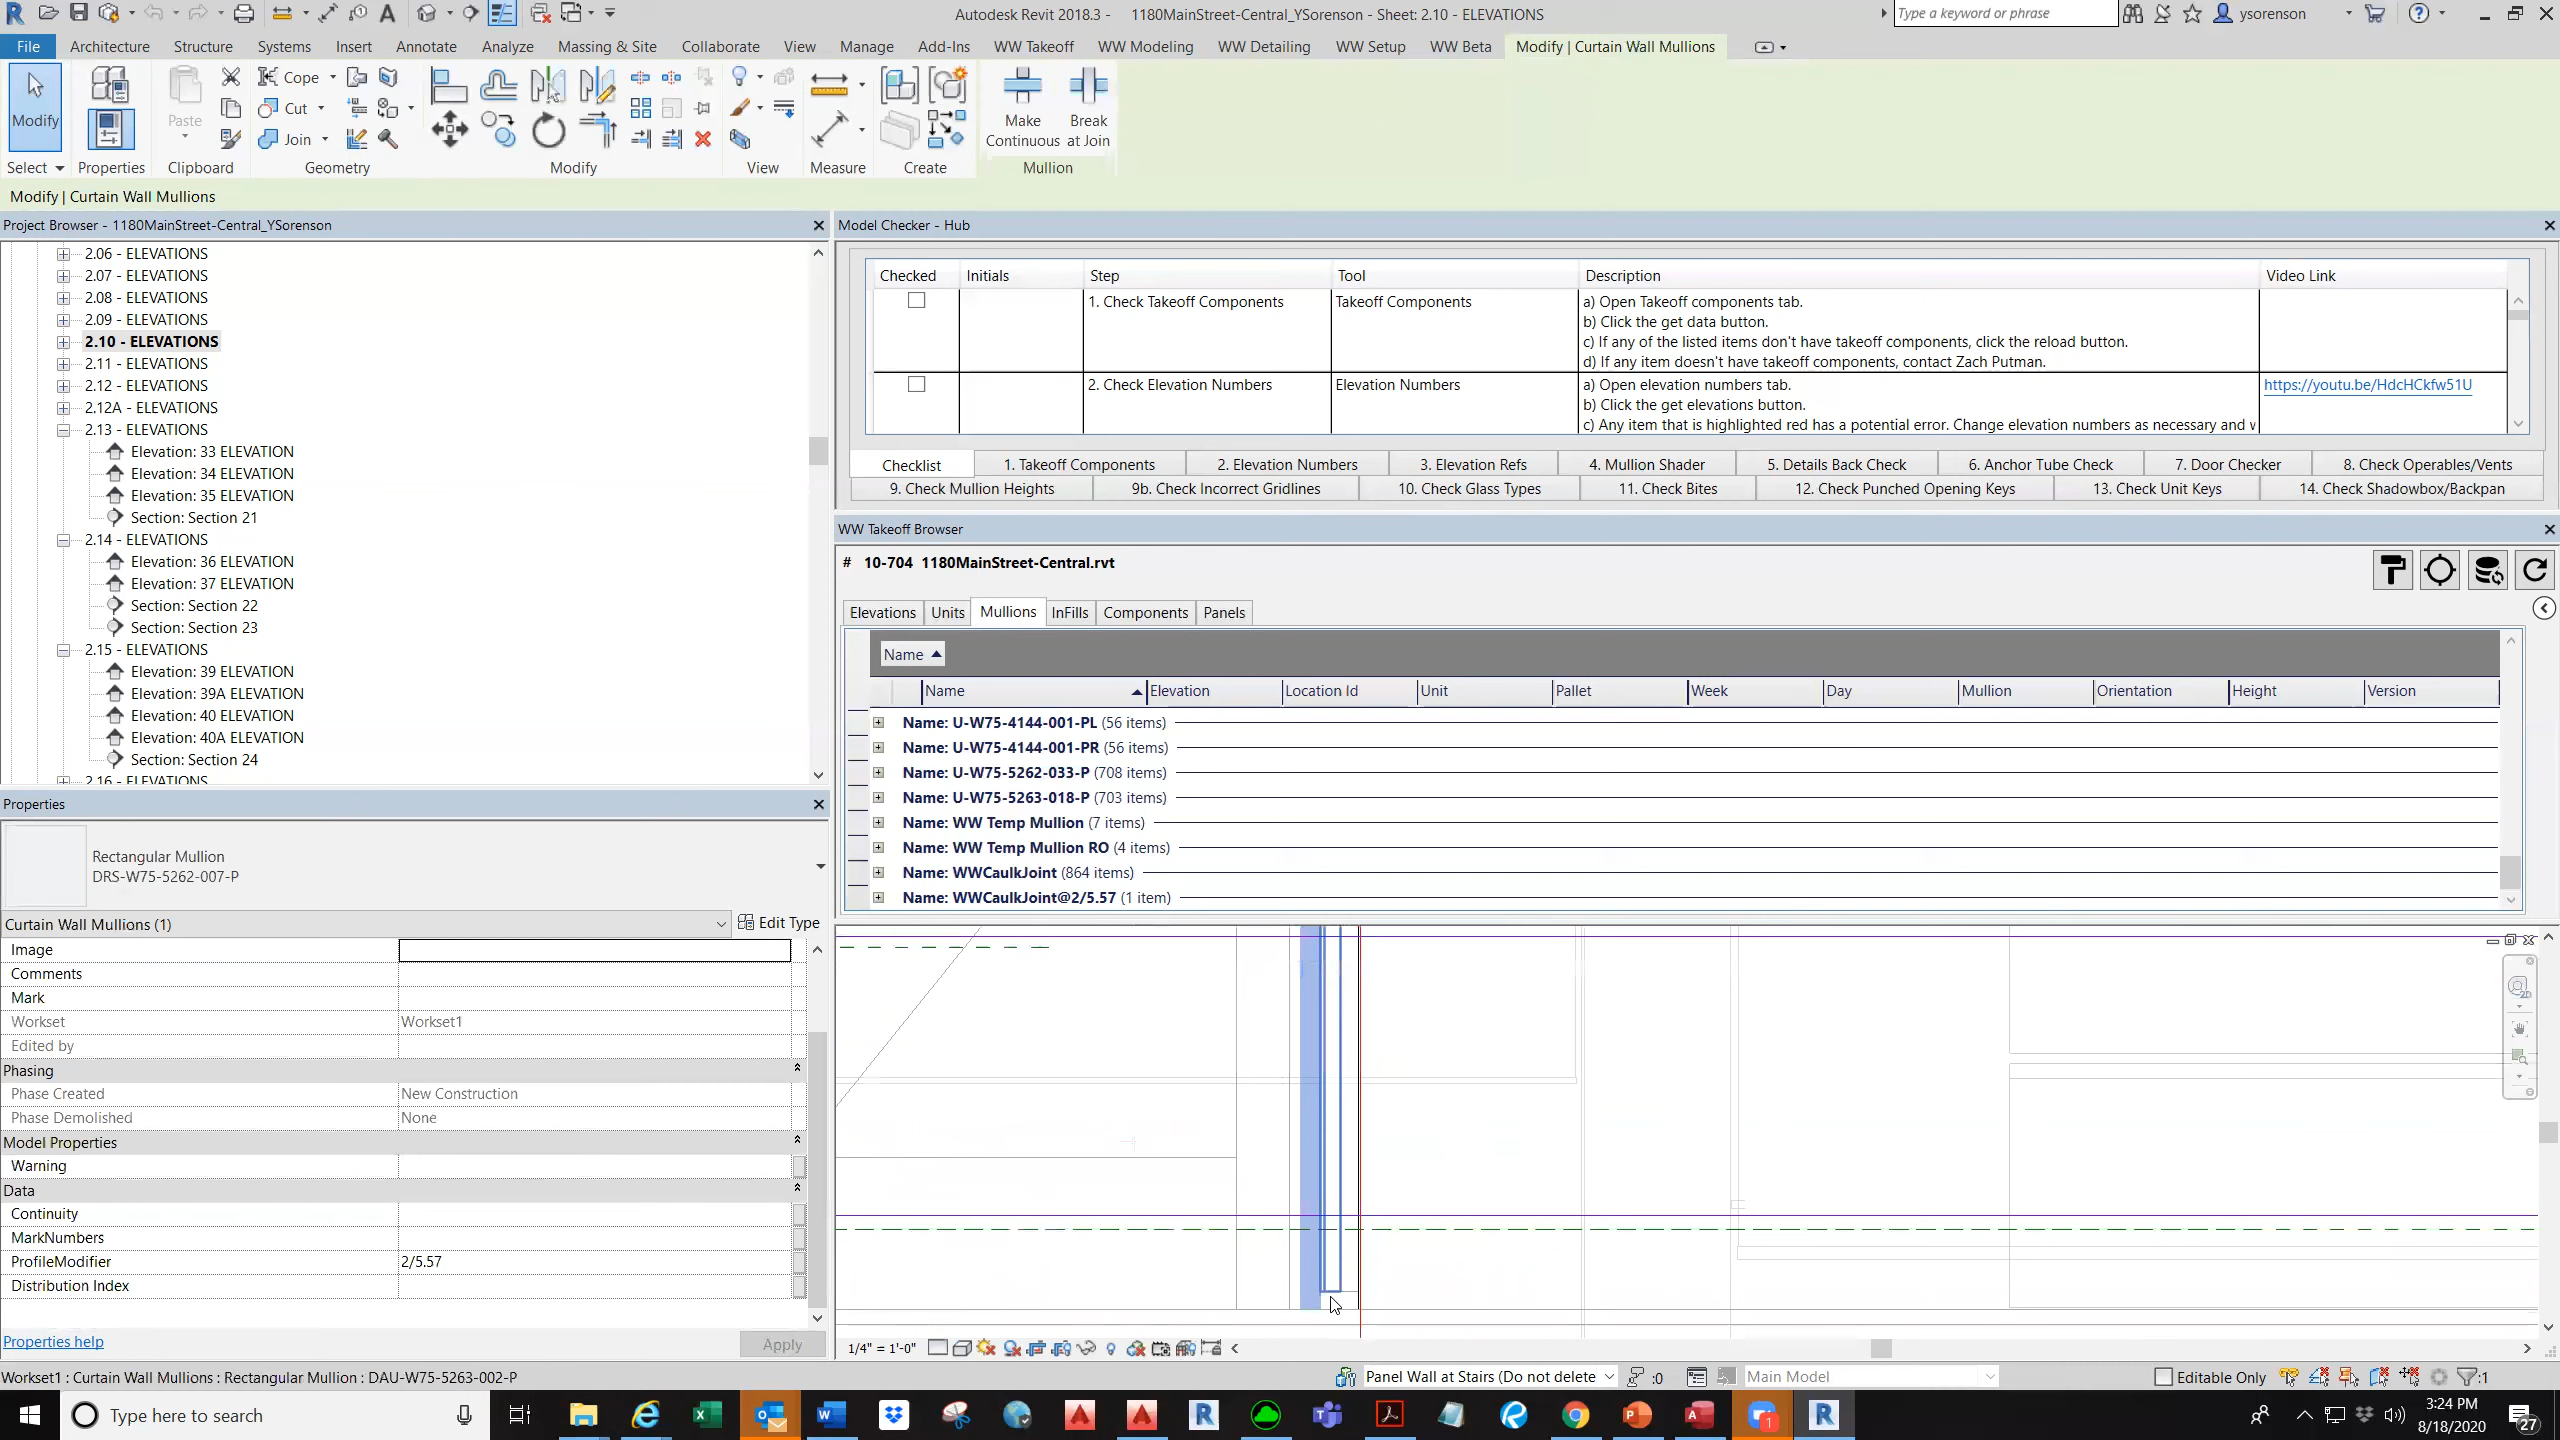 Autodesk Revit 2018.3 - 1180MainStreet-Central_YSorenson - Sheet: 2.10 - ELEVATIONS
Type a keyword or phrase
ysorenson
File Architecture Structure Systems Insert Annotate Analyze Massing & Site Collaborate View Manage Add-Ins WW Takeoff WW Modeling WW Detailing WW Setup WW Beta Modify | Curtain Wall Mullions
Modify Paste Cope Cut Join Make Continuous Break at Join
Select Properties Clipboard Geometry Modify View Measure Create Mullion
Modify | Curtain Wall Mullions
Project Browser - 1180MainStreet-Central_YSorenson
2.06 - ELEVATIONS
2.07 - ELEVATIONS
2.08 - ELEVATIONS
2.09 - ELEVATIONS
2.10 - ELEVATIONS
2.11 - ELEVATIONS
2.12 - ELEVATIONS
2.12A - ELEVATIONS
2.13 - ELEVATIONS
Elevation: 33 ELEVATION
Elevation: 34 ELEVATION
Elevation: 35 ELEVATION
Section: Section 21
2.14 - ELEVATIONS
Elevation: 36 ELEVATION
Elevation: 37 ELEVATION
Section: Section 22
Section: Section 23
2.15 - ELEVATIONS
Elevation: 39 ELEVATION
Elevation: 39A ELEVATION
Elevation: 40 ELEVATION
Elevation: 40A ELEVATION
Section: Section 24
2.16 - ELEVATIONS
Properties
Rectangular Mullion
DRS-W75-5262-007-P
Curtain Wall Mullions (1) Edit Type
Image
Comments
Mark
Workset Workset1
Edited by
Phasing
Phase Created New Construction
Phase Demolished None
Model Properties
Warning
Data
Continuity
MarkNumbers
ProfileModifier 2/5.57
Distribution Index
Properties help Apply
Model Checker - Hub
Checked Initials Step Tool Description Video Link
1. Check Takeoff Components Takeoff Components a) Open Takeoff components tab.
b) Click the get data button.
c) If any of the listed items don't have takeoff components, click the reload button.
d) If any item doesn't have takeoff components, contact Zach Putman.
2. Check Elevation Numbers Elevation Numbers a) Open elevation numbers tab. https://youtu.be/HdcHCkfw51U
b) Click the get elevations button.
c) Any item that is highlighted red has a potential error. Change elevation numbers as necessary and w
Checklist 1. Takeoff Components 2. Elevation Numbers 3. Elevation Refs 4. Mullion Shader 5. Details Back Check 6. Anchor Tube Check 7. Door Checker 8. Check Operables/Vents
9. Check Mullion Heights 9b. Check Incorrect Gridlines 10. Check Glass Types 11. Check Bites 12. Check Punched Opening Keys 13. Check Unit Keys 14. Check Shadowbox/Backpan
WW Takeoff Browser
# 10-704 1180MainStreet-Central.rvt
Elevations Units Mullions InFills Components Panels
Name
Name Elevation Location Id Unit Pallet Week Day Mullion Orientation Height Version
Name: U-W75-4144-001-PL (56 items)
Name: U-W75-4144-001-PR (56 items)
Name: U-W75-5262-033-P (708 items)
Name: U-W75-5263-018-P (703 items)
Name: WW Temp Mullion (7 items)
Name: WW Temp Mullion RO (4 items)
Name: WWCaulkJoint (864 items)
Name: WWCaulkJoint@2/5.57 (1 item)
1/4" = 1'-0"
Workset1 : Curtain Wall Mullions : Rectangular Mullion : DAU-W75-5263-002-P
Panel Wall at Stairs (Do not delete :0 Main Model Editable Only :1
Type here to search
3:24 PM
8/18/2020
27